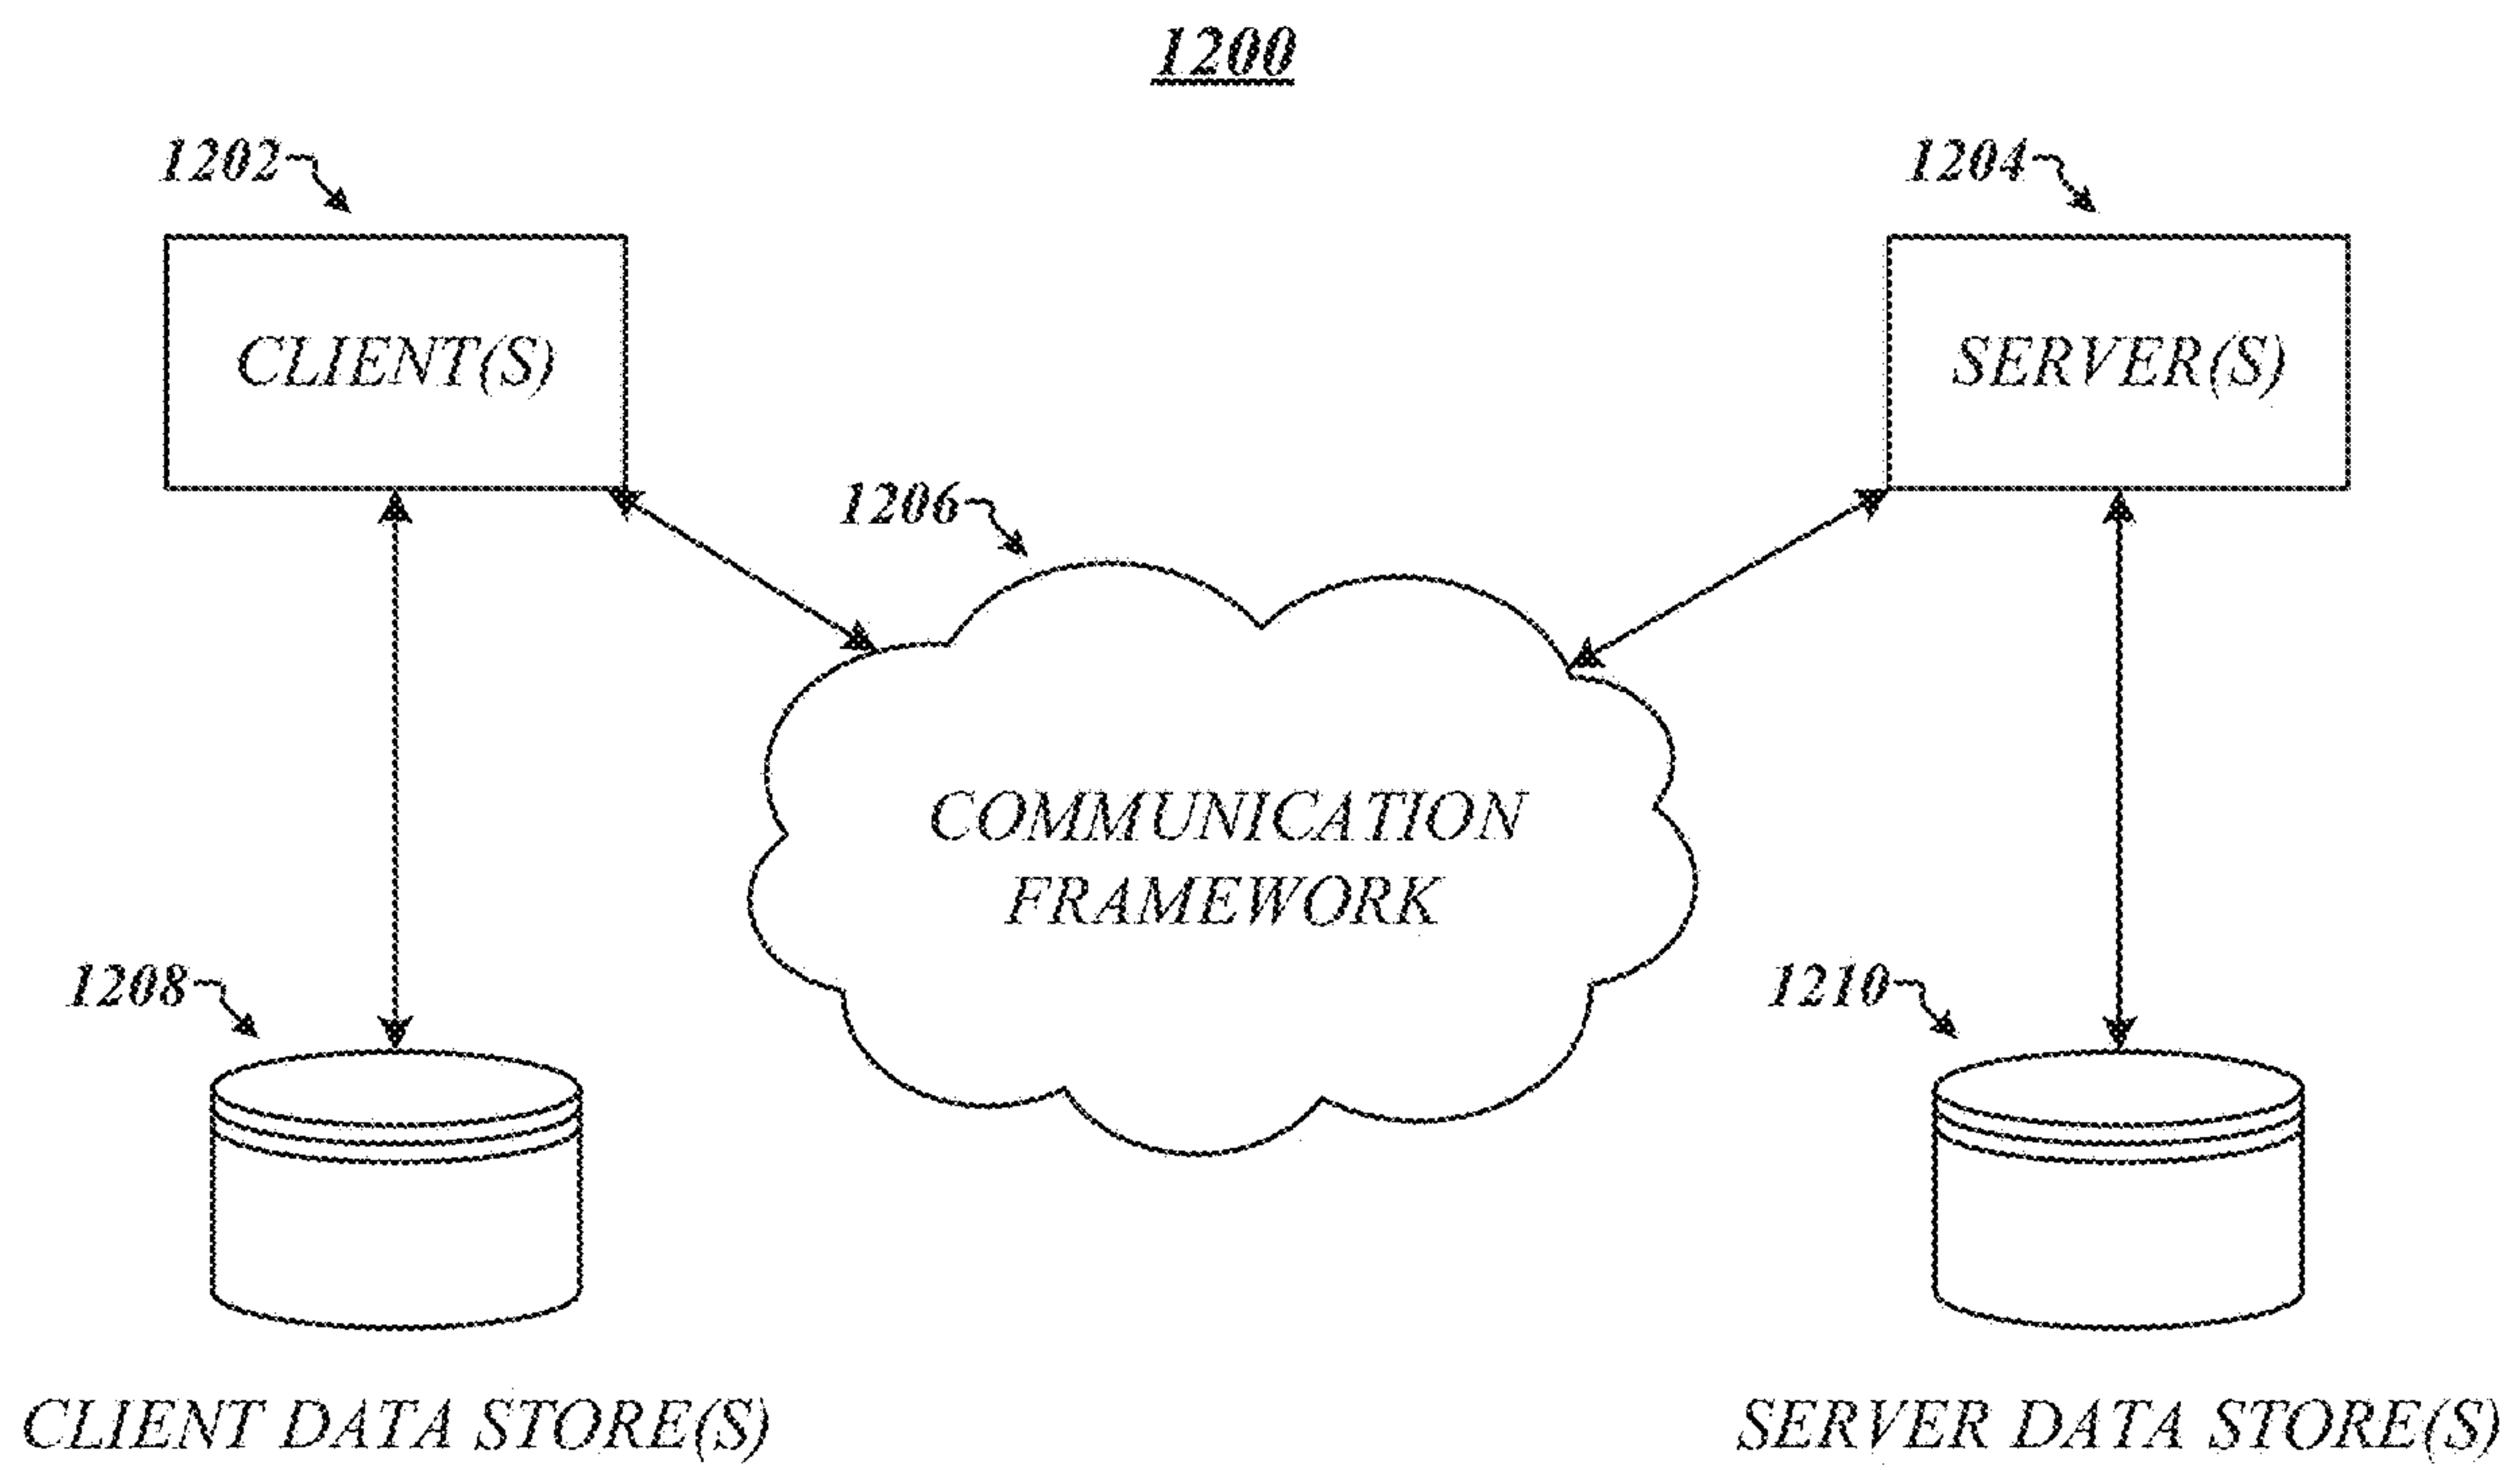 1200
1202
1204
CLIENT(S)
SERVER(S)
1206
COMMUNICATION
FRAMEWORK
1208
1210
CLIENT DATA STORE(S)
SERVER DATA STORE(S)